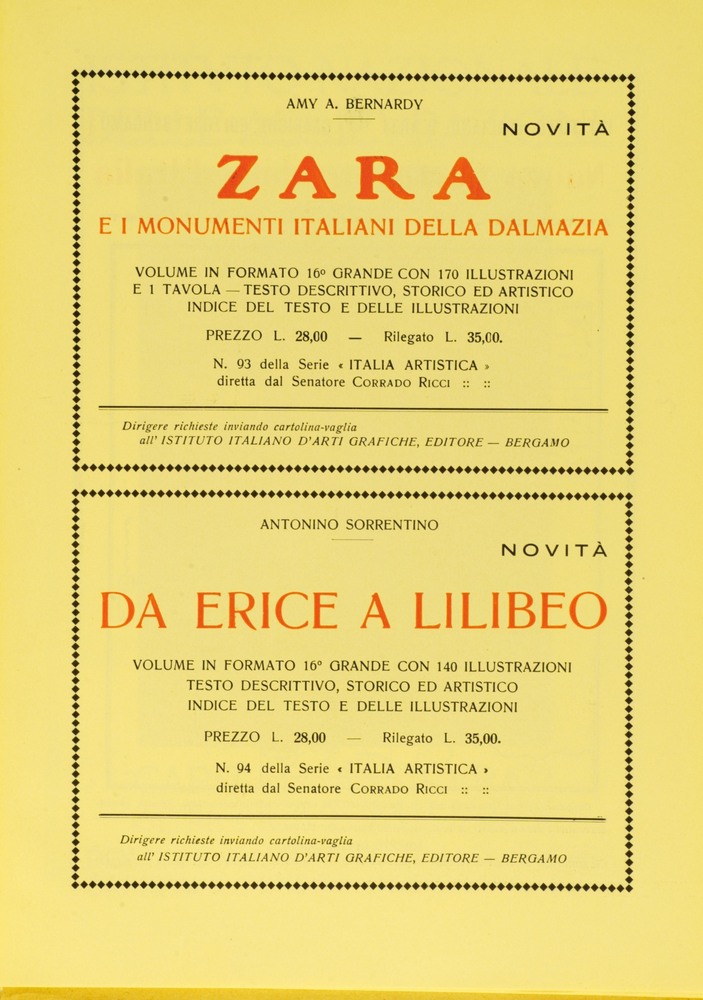 AMY A. BERNARDY
NOVITÀ
ZARA
E I MONUMENTI ITALIANI DELLA DALMAZIA
VOLUME IN FORMATO 16º GRANDE CON 170 ILLUSTRAZIONI
E 1 TAVOLA — TESTO DESCRITTIVO, STORICO ED ARTISTICO
INDICE DEL TESTO E DELLE ILLUSTRAZIONI
PREZZO L. 28,00 — Rilegato L. 35,00.
N. 93 della Serie « ITALIA ARTISTICA »
diretta dal Senatore CORRADO RICCI :: ::
Dirigere richieste inviando cartolina-vaglia
all' ISTITUTO ITALIANO D'ARTI GRAFICHE, EDITORE — BERGAMO
ANTONINO SORRENTINO
NOVITÀ
DA ERICE A LILIBEO
VOLUME IN FORMATO 16º GRANDE CON 140 ILLUSTRAZIONI
TESTO DESCRITTIVO, STORICO ED ARTISTICO
INDICE DEL TESTO E DELLE ILLUSTRAZIONI
PREZZO L. 28,00 — Rilegato L. 35,00.
N. 94 della Serie « ITALIA ARTISTICA »
diretta dal Senatore CORRADO RICCI :: ::
Dirigere richieste inviando cartolina-vaglia
all' ISTITUTO ITALIANO D'ARTI GRAFICHE, EDITORE — BERGAMO